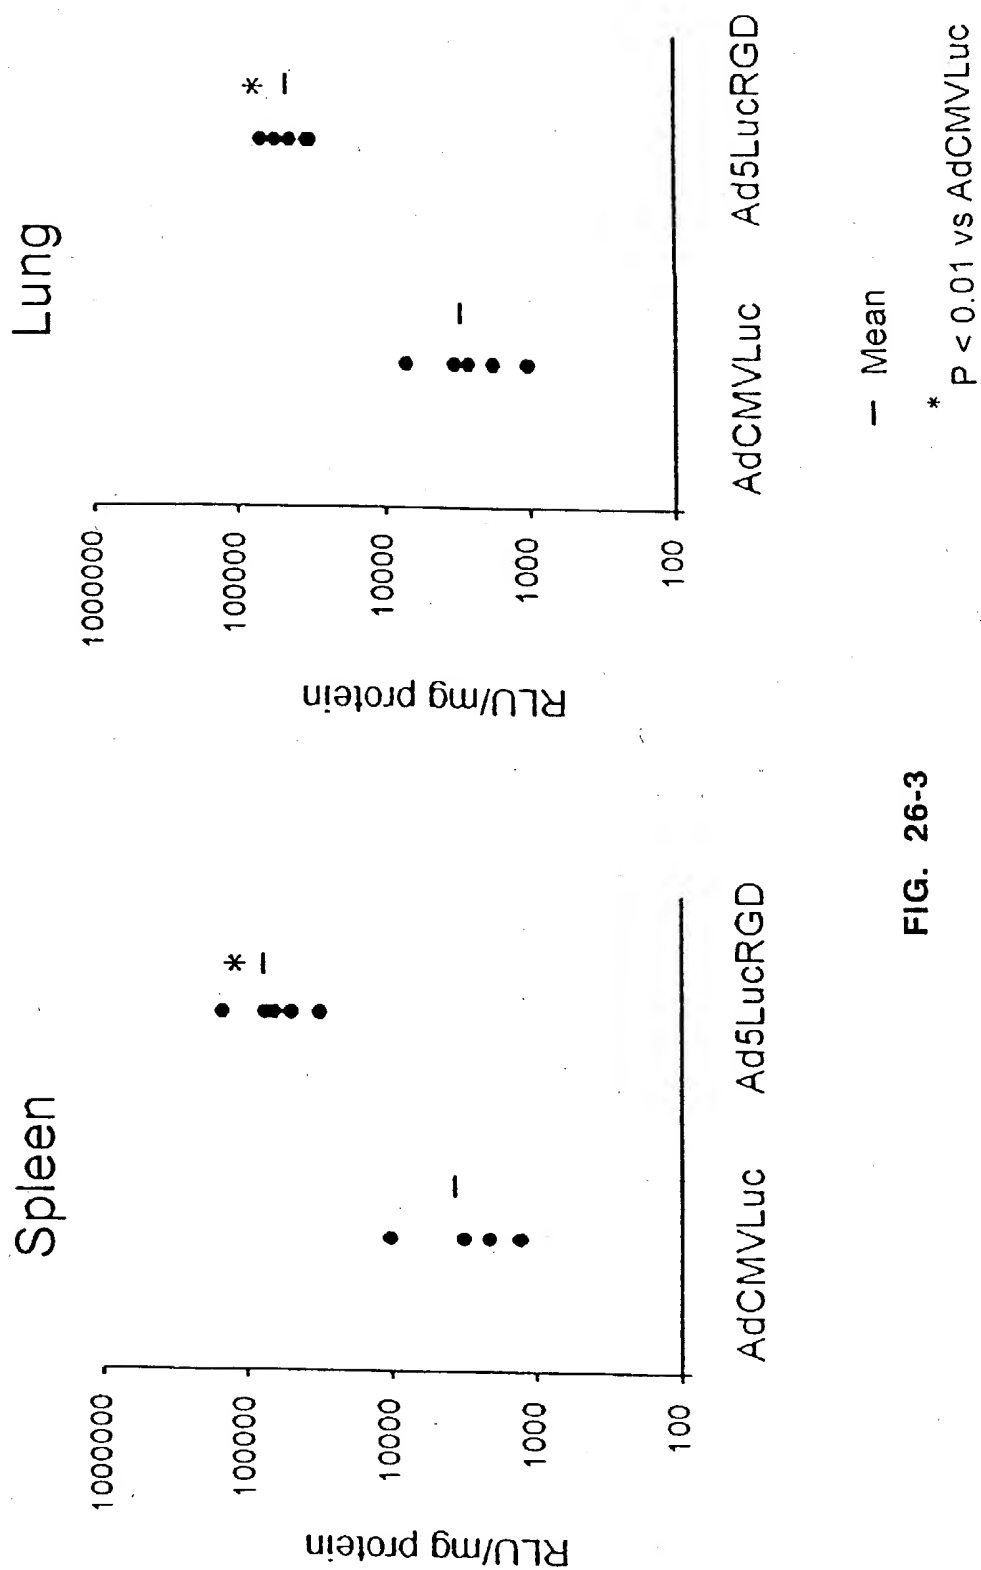 Spleen
RLU/mg protein
1000000
100000
10000
1000
100
AdCMVLuc Ad5LucRGD
Lung
RLU/mg protein
1000000
100000
10000
1000
100
AdCMVLuc Ad5LucRGD
*
*
– Mean
* P < 0.01 vs AdCMVLuc
FIG. 26-3